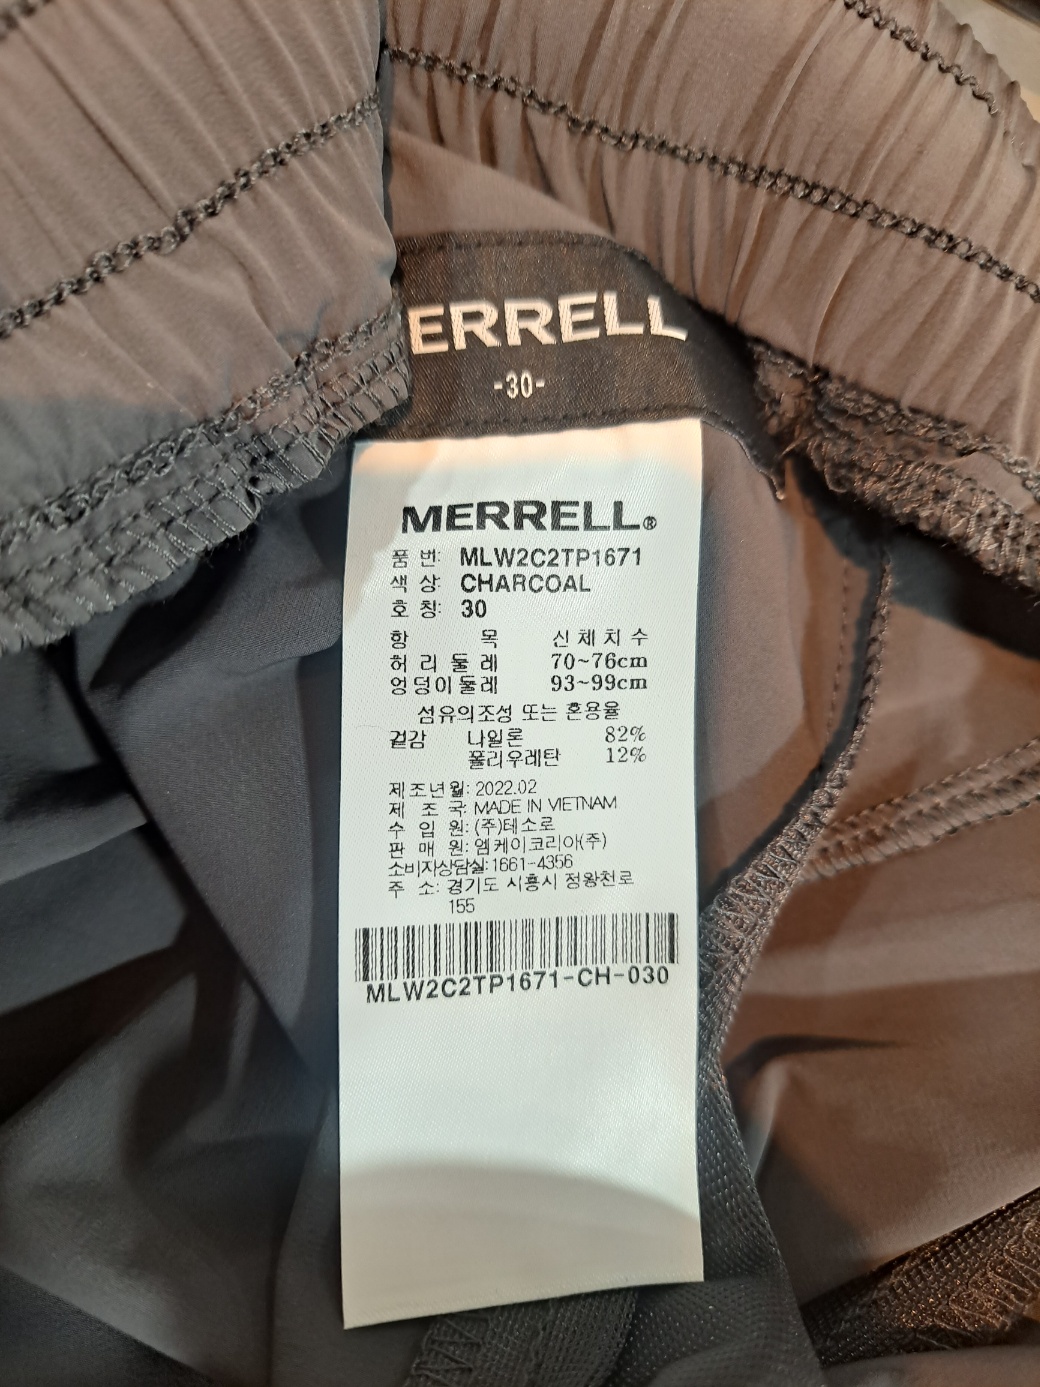 ERRELL
-30-
MERRELL®
품 번: MLW2C2TP1671
색 상: CHARCOAL
호 칭: 30
항 목 신체치수
허리둘레 70~76cm
엉덩이둘레 93~99cm
섬유의조성 또는 혼용율
겉감 나일론 82%
폴리우레탄 12%
제조년월: 2022.02
제 조 국: MADE IN VIETNAM
수 입 원: (주)테소로
판 매 원: 엠케이코리아(주)
소비자상담실: 1661-4356
주 소: 경기도 시흥시 정왕천로
155
MLW2C2TP1671-CH-030